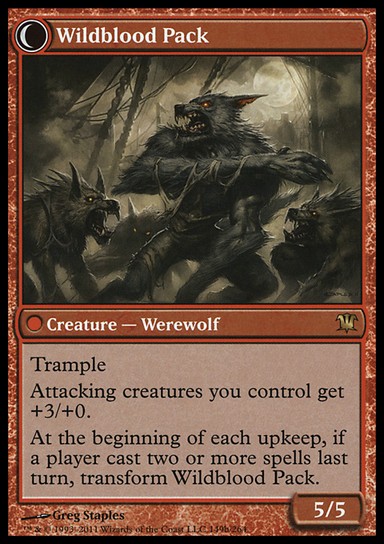 Wildblood Pack
Creature — Werewolf
Trample
Attacking creatures you control get
+3/+0.
At the beginning of each upkeep, if
a player cast two or more spells last
turn, transform Wildblood Pack.
Greg Staples
5/5
™ & © 1993-2011 Wizards of the Coast LLC 149b/264